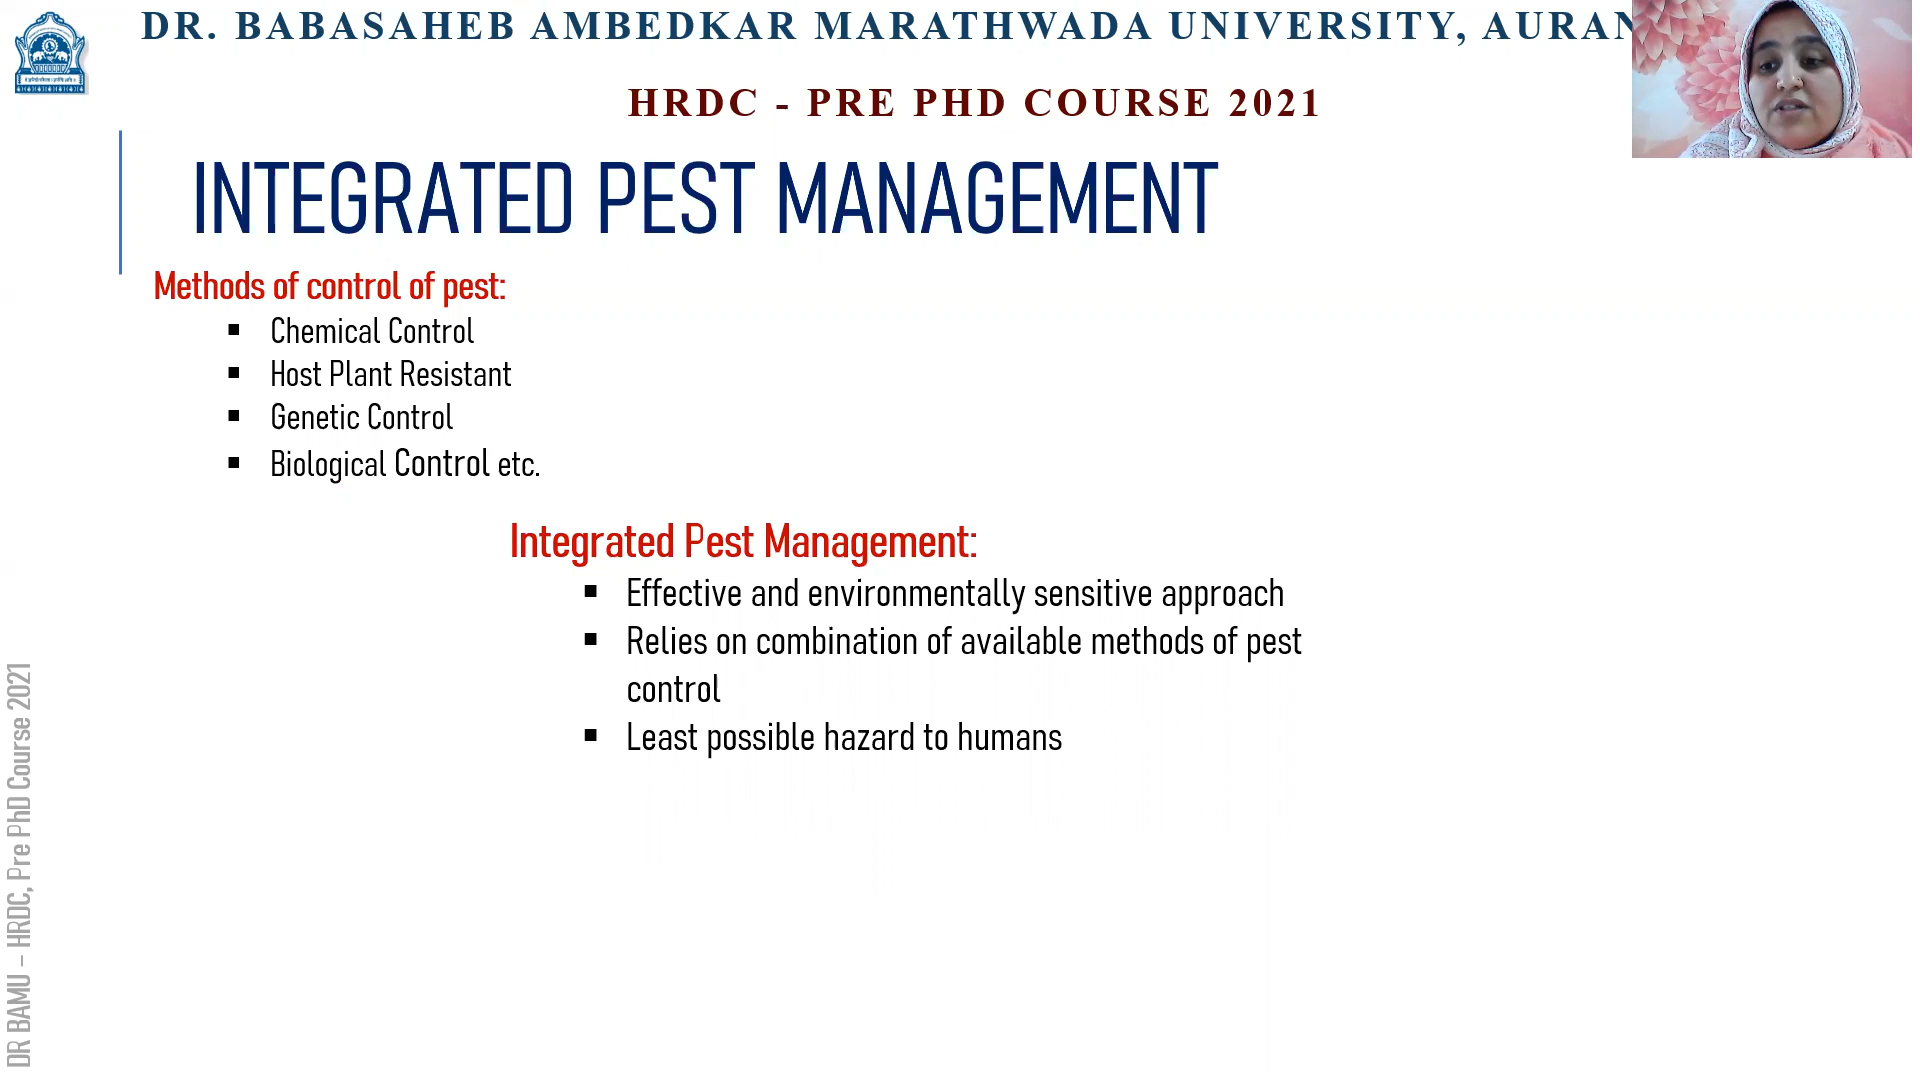 DR. BABASAHEB AMBEDKAR MARATHWADA UNIVERSITY, AURAN
HRDC - PRE PHD COURSE 2021
INTEGRATED PEST MANAGEMENT
Methods of control of pest:
▪ Chemical Control
▪ Host Plant Resistant
▪ Genetic Control
▪ Biological Control etc.
Integrated Pest Management:
▪ Effective and environmentally sensitive approach
▪ Relies on combination of available methods of pest
control
▪ Least possible hazard to humans
DR BAMU – HRDC, Pre PhD Course 2021